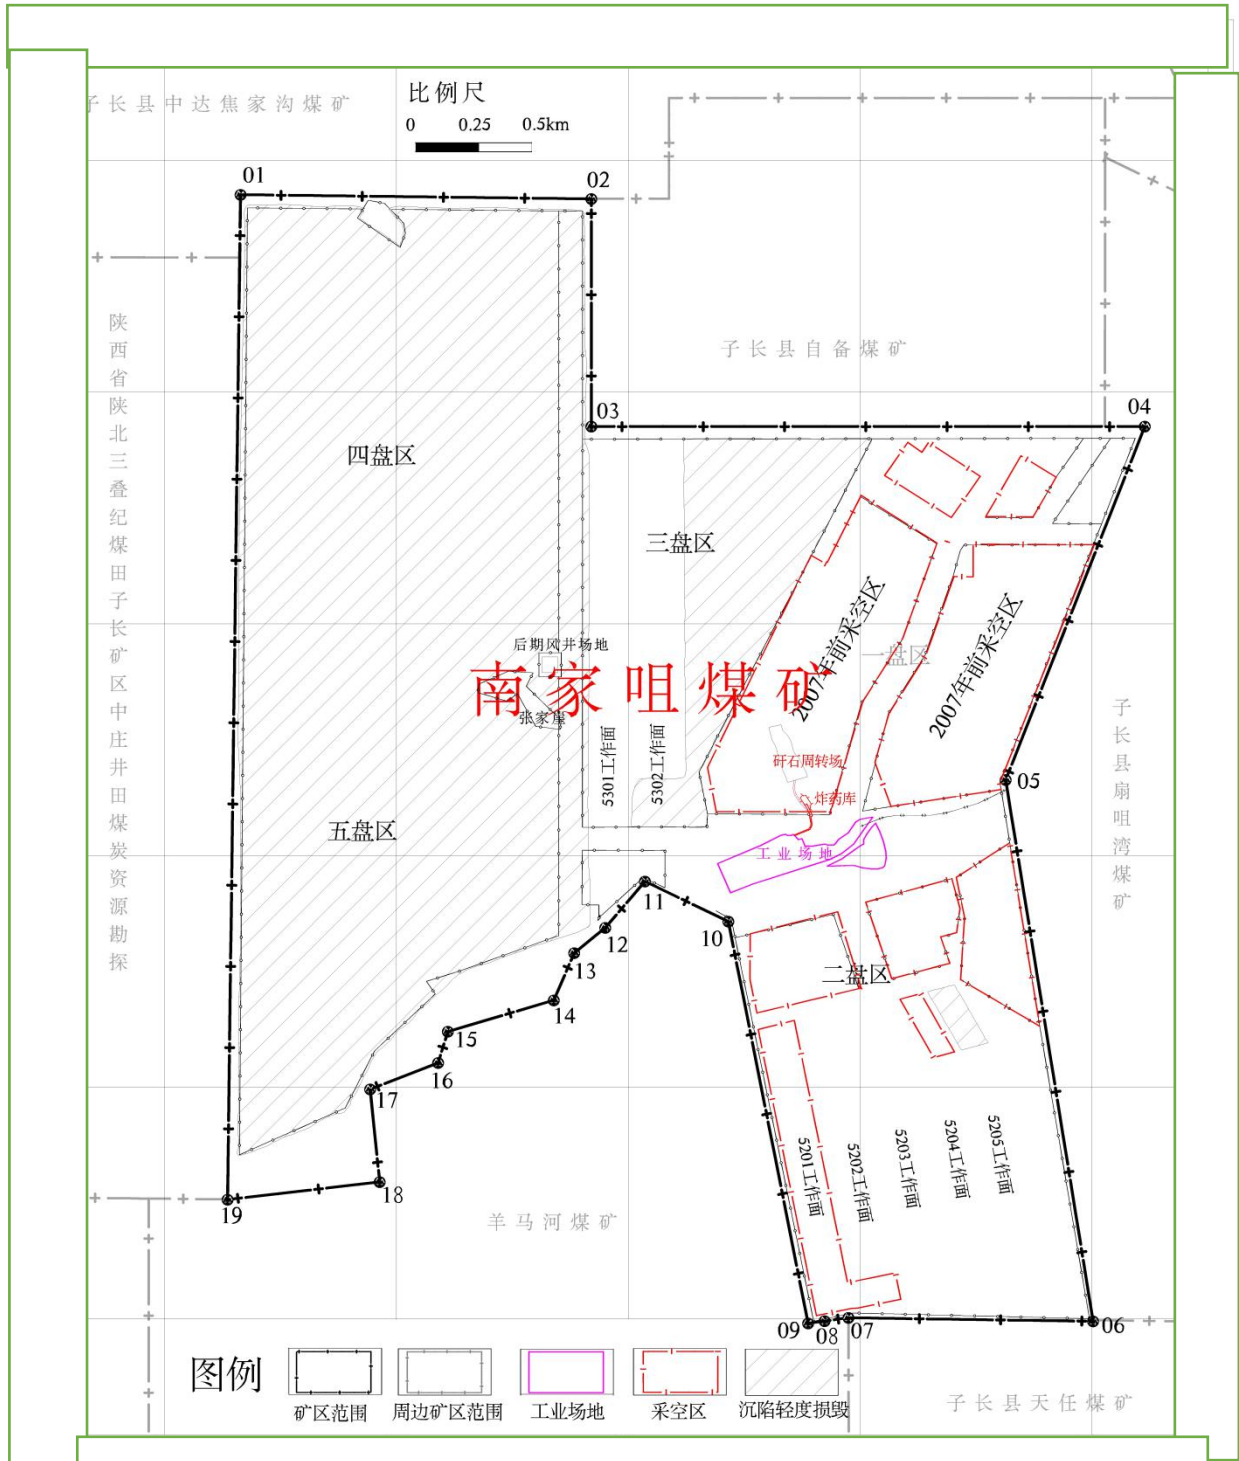 比例尺
0 0.25 0.5km
子长县中达焦家沟煤矿
01
02
03
04
子长县自备煤矿
陕西省陕北三叠纪煤田子长矿区中庄井田煤炭资源勘探
四盘区
三盘区
2007年前采空区
一盘区
2007年前采空区
后期风井场地
南家咀煤矿
张家崖
5301工作面
5302工作面
矸石周转场
炸药库
05
子长县扇咀湾煤矿
五盘区
工业场地
11
10
12
13
14
15
16
17
18
19
二盘区
5201工作面
5202工作面
5203工作面
5204工作面
5205工作面
羊马河煤矿
09
08
07
06
图例
矿区范围
周边矿区范围
工业场地
采空区
沉陷轻度损毁
子长县天任煤矿